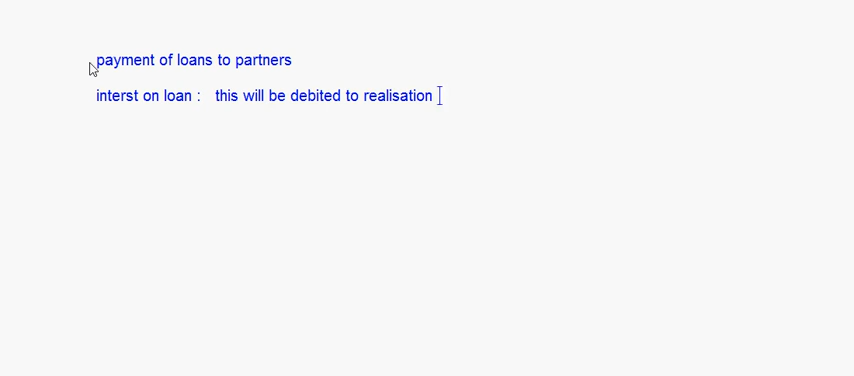 payment of loans to partners
interst on loan : this will be debited to realisation